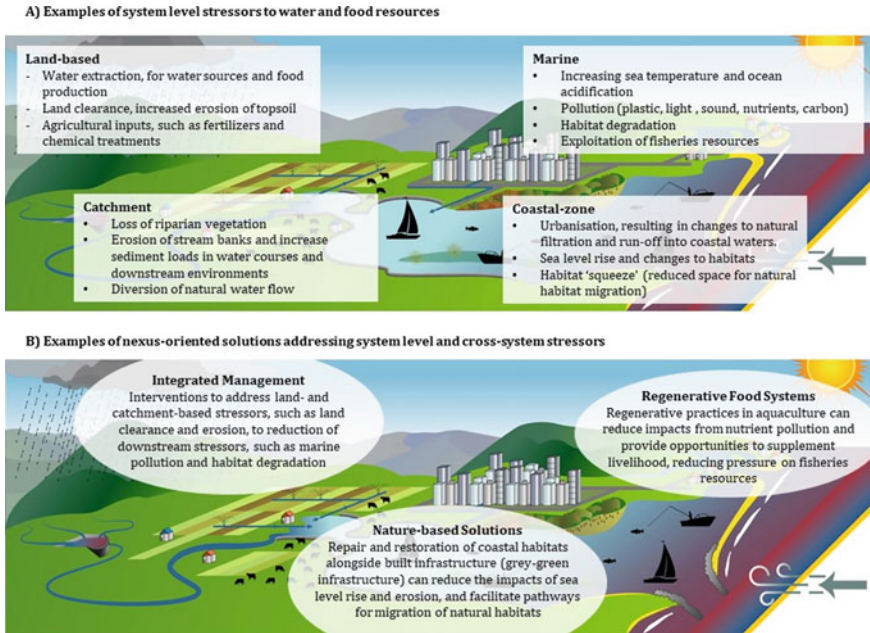 A) Examples of system level stressors to water and food resources
Land-based
- Water extraction, for water sources and food
production
- Land clearance, increased erosion of topsoil
- Agricultural inputs, such as fertilizers and
chemical treatments
Marine
• Increasing sea temperature and ocean
acidification
• Pollution (plastic, light , sound, nutrients, carbon)
• Habitat degradation
• Exploitation of fisheries resources
Catchment
• Loss of riparian vegetation
• Erosion of stream banks and increase
sediment loads in water courses and
downstream environments
• Diversion of natural water flow
Coastal-zone
• Urbanisation, resulting in changes to natural
filtration and run-off into coastal waters.
• Sea level rise and changes to habitats
• Habitat ‘squeeze’ (reduced space for natural
habitat migration)
B) Examples of nexus-oriented solutions addressing system level and cross-system stressors
Integrated Management
Interventions to address land- and
catchment-based stressors, such as land
clearance and erosion, to reduction of
downstream stressors, such as marine
pollution and habitat degradation
Regenerative Food Systems
Regenerative practices in aquaculture can
reduce impacts from nutrient pollution and
provide opportunities to supplement
livelihood, reducing pressure on fisheries
resources
Nature-based Solutions
Repair and restoration of coastal habitats
alongside built infrastructure (grey-green
infrastructure) can reduce the impacts of sea
level rise and erosion, and facilitate pathways
for migration of natural habitats